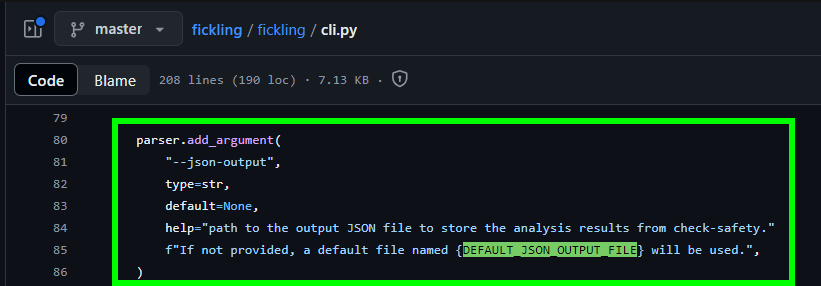 master
fickling / fickling / cli.py
Code Blame 208 lines (190 loc) · 7.13 KB ·
79
80 parser.add_argument(
81 "--json-output",
82 type=str,
83 default=None,
84 help="path to the output JSON file to store the analysis results from check-safety."
85 f"If not provided, a default file named {DEFAULT_JSON_OUTPUT_FILE} will be used.",
86 )